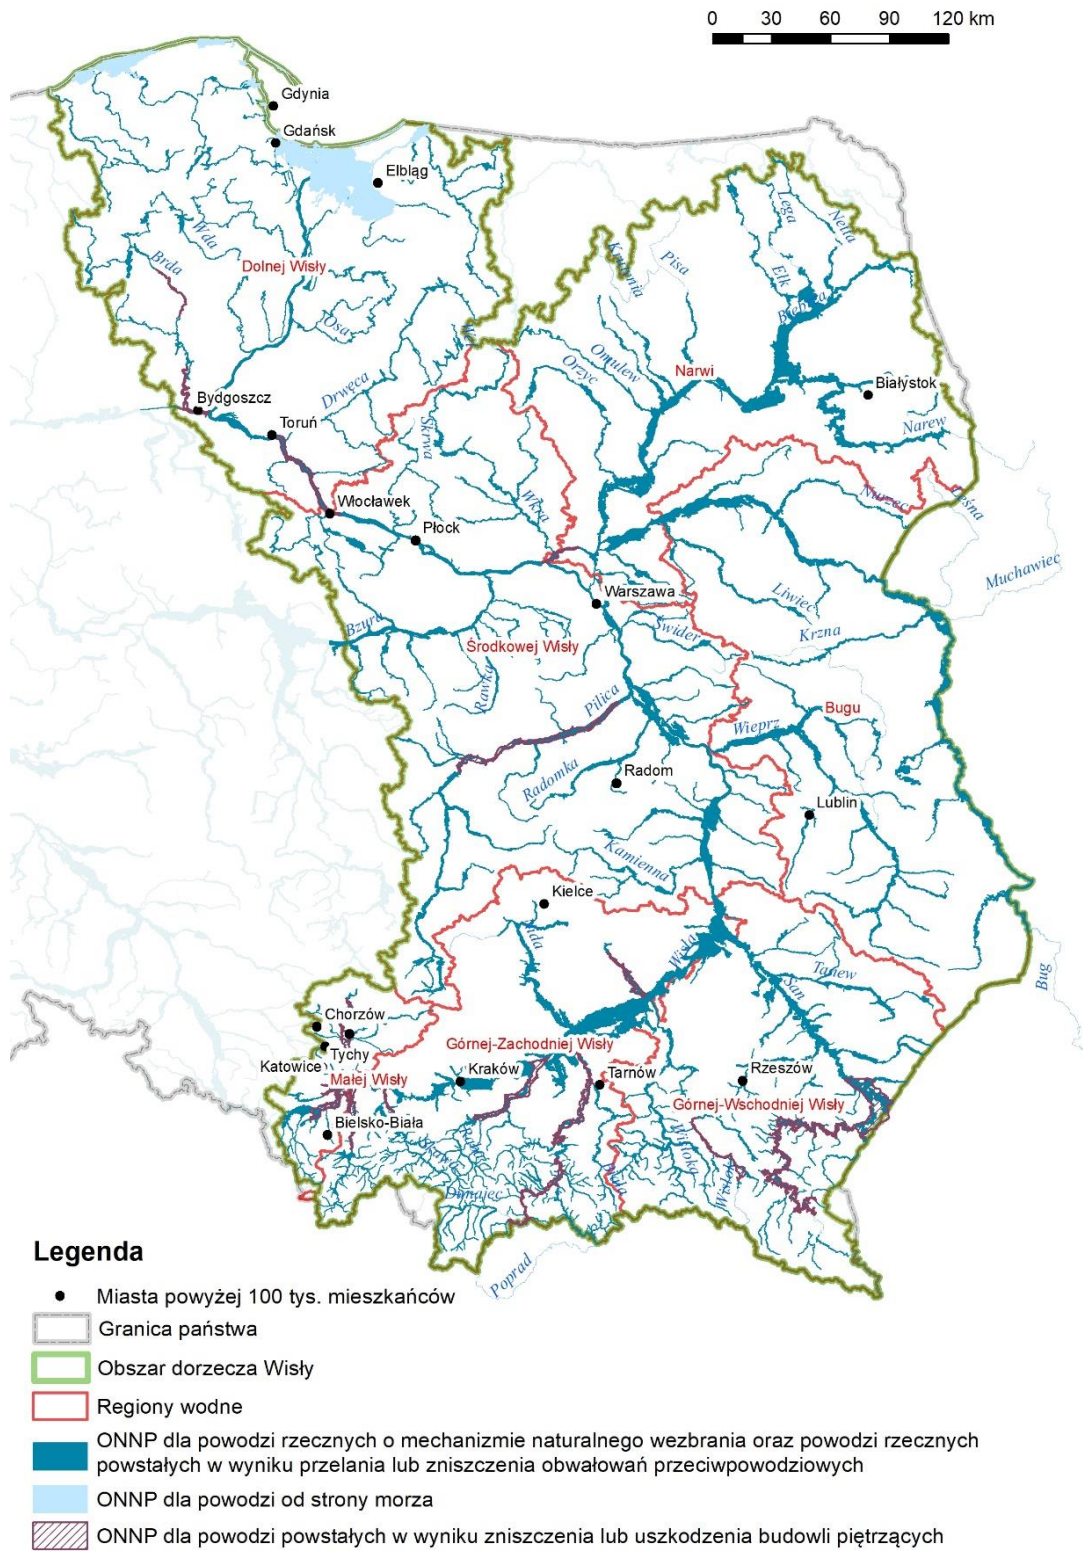 0 30 60 90 120 km
Gdynia
Gdańsk
Elbląg
Wda
Brda
Dolnej Wisły
Osa
Łega
Netta
Ełk
Biebrza
Krutynia
Pisa
Omulew
Orzyc
Narwi
Białystok
Narew
Wel
Drwęca
Bydgoszcz
Toruń
Skrwa
Wkra
Włocławek
Płock
Nurzec
Leśna
Muchawiec
Liwiec
Krzna
Warszawa
Świder
Bzura
Środkowej Wisły
Rawka
Pilica
Bugu
Wieprz
Radomka
Radom
Lublin
Kamienna
Kielce
Nida
Wisła
Tanew
San
Bug
Chorzów
Tychy
Katowice
Małej Wisły
Górnej-Zachodniej Wisły
Kraków
Tarnów
Rzeszów
Górnej-Wschodniej Wisły
Bielsko-Biała
Skawa
Raba
Dunajec
Wisłoka
Wisłok
Poprad
Legenda
Miasta powyżej 100 tys. mieszkańców
Granica państwa
Obszar dorzecza Wisły
Regiony wodne
ONNP dla powodzi rzecznych o mechanizmie naturalnego wezbrania oraz powodzi rzecznych
powstałych w wyniku przelania lub zniszczenia obwałowań przeciwpowodziowych
ONNP dla powodzi od strony morza
ONNP dla powodzi powstałych w wyniku zniszczenia lub uszkodzenia budowli piętrzących